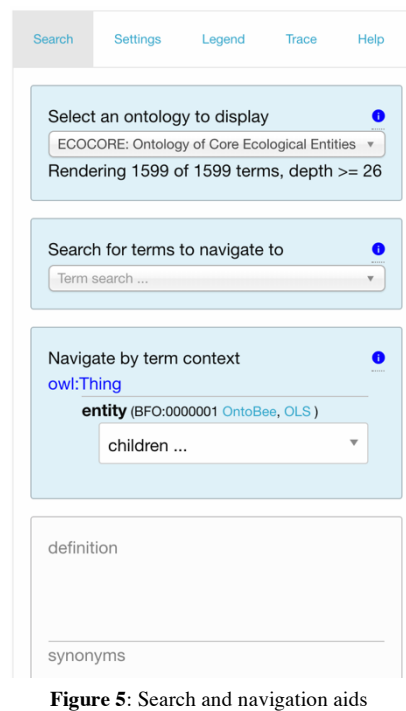 Search Settings Legend Trace Help
Select an ontology to display
ECOCORE: Ontology of Core Ecological Entities
Rendering 1599 of 1599 terms, depth >= 26
Search for terms to navigate to
Term search ...
Navigate by term context
owl:Thing
entity (BFO:0000001 OntoBee, OLS )
children ...
definition
synonyms
Figure 5: Search and navigation aids